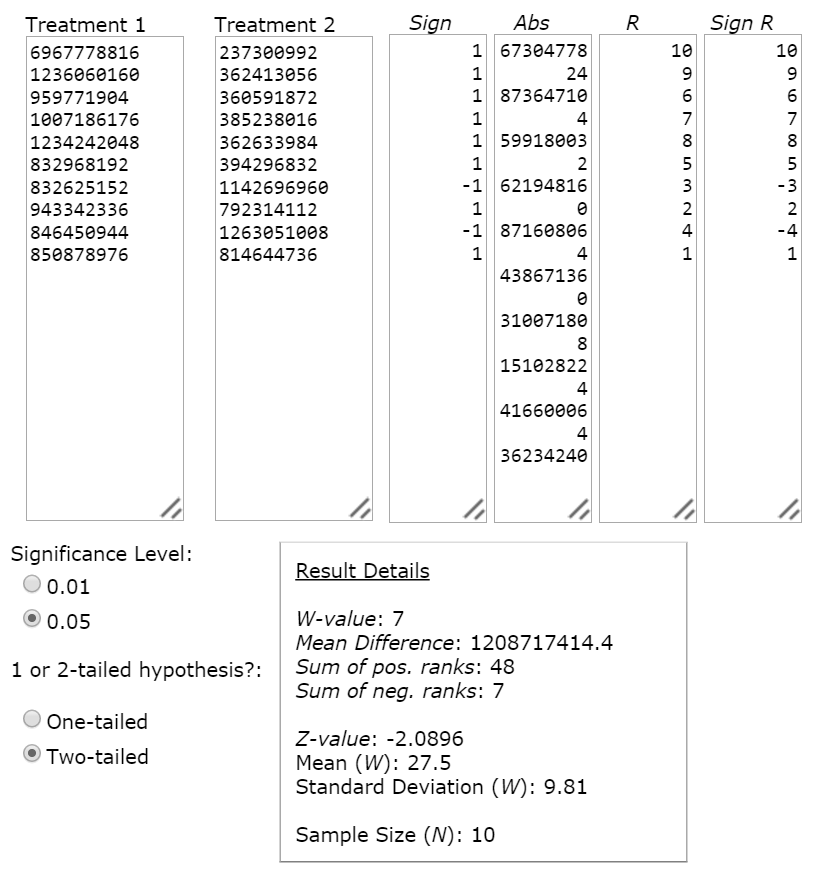 Treatment 1 Treatment 2 Sign Abs R Sign R
6967778816 237300992 1 67304778 10 10
1236060160 362413056 1 24 9 9
959771904 360591872 1 87364710 6 6
1007186176 385238016 1 4 7 7
1234242048 362633984 1 59918003 8 8
832968192 394296832 1 2 5 5
832625152 1142696960 -1 62194816 3 -3
943342336 792314112 1 0 2 2
846450944 1263051008 -1 87160806 4 -4
850878976 814644736 1 4 1 1
43867136
0
31007180
8
15102822
4
41660006
4
36234240
Significance Level:
0.01
0.05
1 or 2-tailed hypothesis?:
One-tailed
Two-tailed
Result Details
W-value: 7
Mean Difference: 1208717414.4
Sum of pos. ranks: 48
Sum of neg. ranks: 7
Z-value: -2.0896
Mean (W): 27.5
Standard Deviation (W): 9.81
Sample Size (N): 10